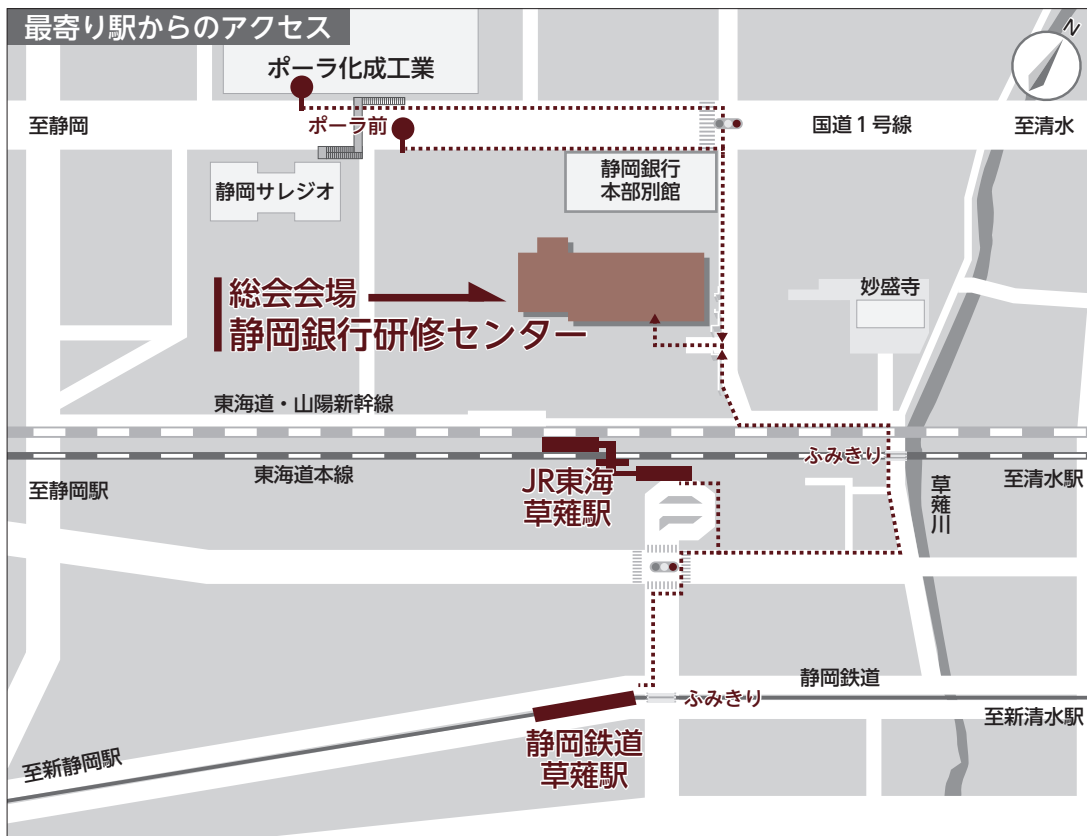 最寄り駅からのアクセス
N
ポーラ化成工業
至静岡
ポーラ前
国道1号線
至清水
静岡サレジオ
静岡銀行
本部別館
総会会場
静岡銀行研修センター
妙盛寺
東海道・山陽新幹線
ふみきり
東海道本線
至静岡駅
JR東海
草薙駅
草薙川
至清水駅
静岡鉄道
ふみきり
至新清水駅
静岡鉄道
草薙駅
至新静岡駅